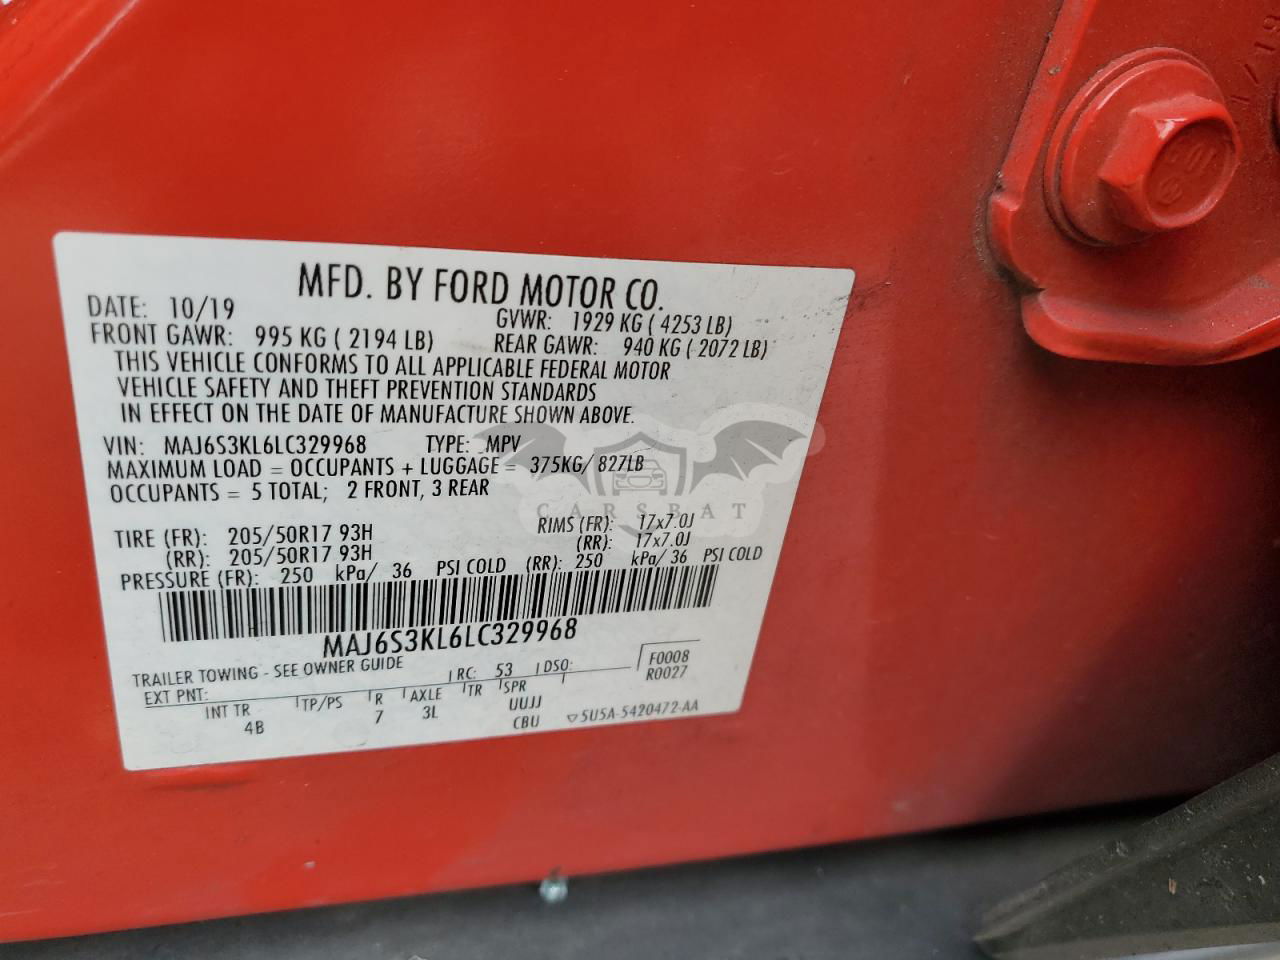 MFD. BY FORD MOTOR CO.
DATE: 10/19 GVWR: 1929 KG ( 4253 LB)
FRONT GAWR: 995 KG ( 2194 LB) REAR GAWR: 940 KG ( 2072 LB)
THIS VEHICLE CONFORMS TO ALL APPLICABLE FEDERAL MOTOR
VEHICLE SAFETY AND THEFT PREVENTION STANDARDS
IN EFFECT ON THE DATE OF MANUFACTURE SHOWN ABOVE.
VIN: MAJ6S3KL6LC329968 TYPE: MPV
MAXIMUM LOAD = OCCUPANTS + LUGGAGE = 375KG/ 827LB
OCCUPANTS = 5 TOTAL; 2 FRONT, 3 REAR
CARSBAT
TIRE (FR): 205/50R17 93H RIMS (FR): 17x7.0J
(RR): 205/50R17 93H (RR): 17x7.0J
PRESSURE (FR): 250 kPa/ 36 PSI COLD (RR): 250 kPa/ 36 PSI COLD
MAJ6S3KL6LC329968
TRAILER TOWING - SEE OWNER GUIDE
EXT PNT: RC: 53 DSO: F0008
R0027
INT TR TP/PS R AXLE TR SPR
4B 7 3L UUJJ
CBU 5U5A-5420472-AA